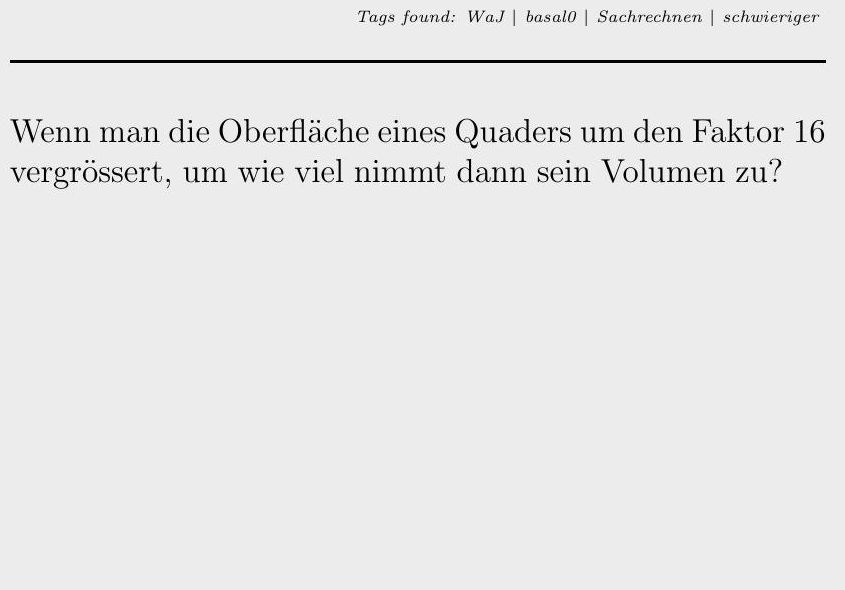 Tags found: WaJ | basal0 | Sachrechnen | schwieriger
Wenn man die Oberfläche eines Quaders um den Faktor 16
vergrössert, um wie viel nimmt dann sein Volumen zu?